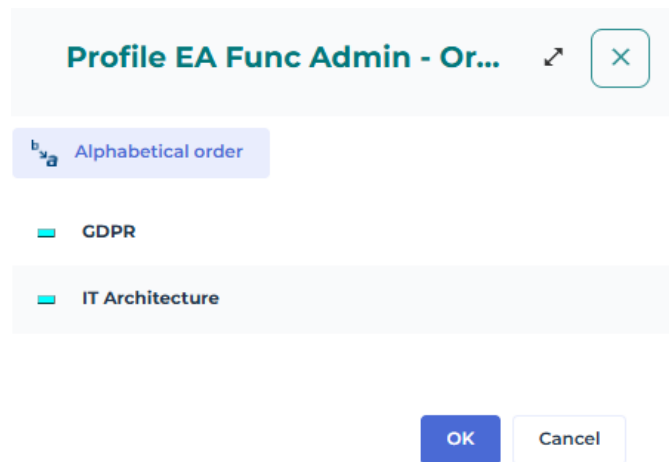 Profile EA Func Admin - Or...
Alphabetical order
GDPR
IT Architecture
OK
Cancel